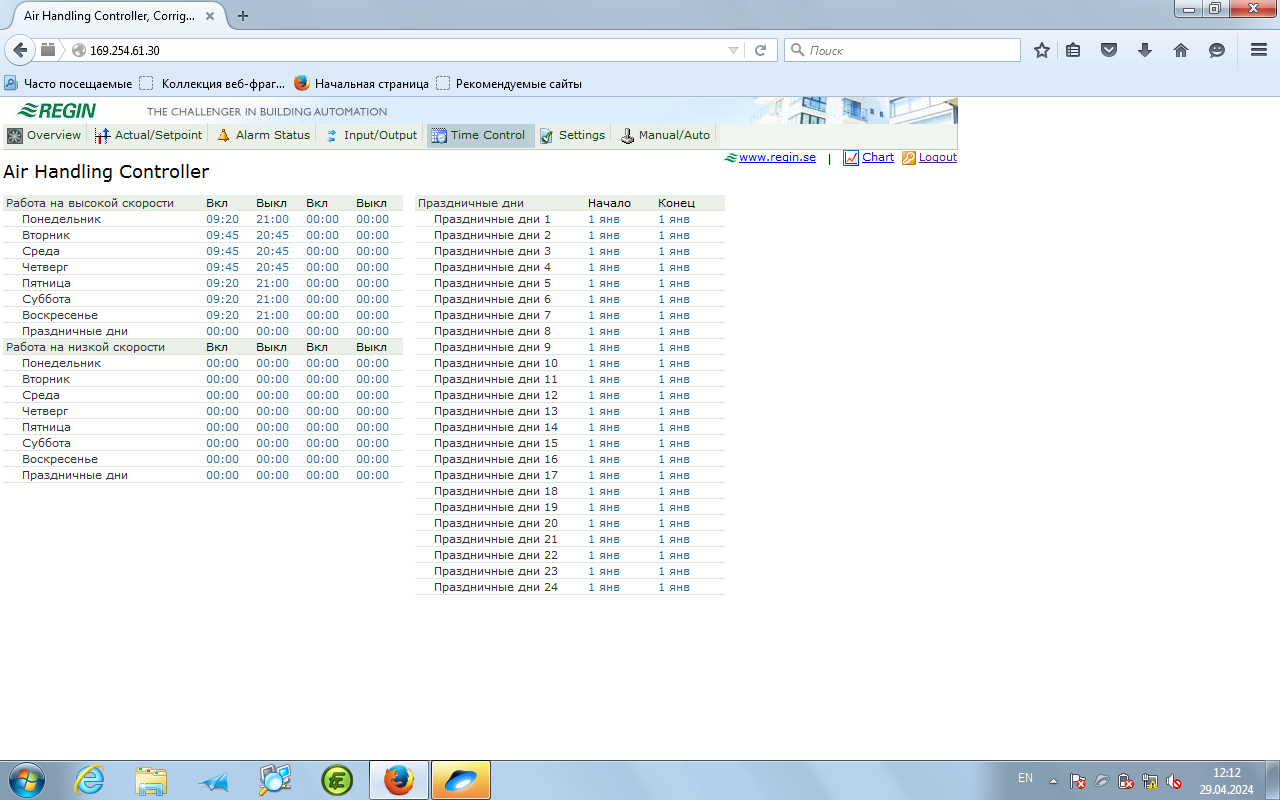 Air Handling Controller, Corrig...
169.254.61.30
Поиск
Часто посещаемые Коллекция веб-фраг... Начальная страница Рекомендуемые сайты
REGIN THE CHALLENGER IN BUILDING AUTOMATION
Overview Actual/Setpoint Alarm Status Input/Output Time Control Settings Manual/Auto
www.regin.se | Chart Logout
Air Handling Controller
Работа на высокой скорости Вкл Выкл Вкл Выкл
Понедельник 09:20 21:00 00:00 00:00
Вторник 09:45 20:45 00:00 00:00
Среда 09:45 20:45 00:00 00:00
Четверг 09:45 20:45 00:00 00:00
Пятница 09:20 21:00 00:00 00:00
Суббота 09:20 21:00 00:00 00:00
Воскресенье 09:20 21:00 00:00 00:00
Праздничные дни 00:00 00:00 00:00 00:00
Работа на низкой скорости Вкл Выкл Вкл Выкл
Понедельник 00:00 00:00 00:00 00:00
Вторник 00:00 00:00 00:00 00:00
Среда 00:00 00:00 00:00 00:00
Четверг 00:00 00:00 00:00 00:00
Пятница 00:00 00:00 00:00 00:00
Суббота 00:00 00:00 00:00 00:00
Воскресенье 00:00 00:00 00:00 00:00
Праздничные дни 00:00 00:00 00:00 00:00
Праздничные дни Начало Конец
Праздничные дни 1 1 янв 1 янв
Праздничные дни 2 1 янв 1 янв
Праздничные дни 3 1 янв 1 янв
Праздничные дни 4 1 янв 1 янв
Праздничные дни 5 1 янв 1 янв
Праздничные дни 6 1 янв 1 янв
Праздничные дни 7 1 янв 1 янв
Праздничные дни 8 1 янв 1 янв
Праздничные дни 9 1 янв 1 янв
Праздничные дни 10 1 янв 1 янв
Праздничные дни 11 1 янв 1 янв
Праздничные дни 12 1 янв 1 янв
Праздничные дни 13 1 янв 1 янв
Праздничные дни 14 1 янв 1 янв
Праздничные дни 15 1 янв 1 янв
Праздничные дни 16 1 янв 1 янв
Праздничные дни 17 1 янв 1 янв
Праздничные дни 18 1 янв 1 янв
Праздничные дни 19 1 янв 1 янв
Праздничные дни 20 1 янв 1 янв
Праздничные дни 21 1 янв 1 янв
Праздничные дни 22 1 янв 1 янв
Праздничные дни 23 1 янв 1 янв
Праздничные дни 24 1 янв 1 янв
EN 12:12
29.04.2024